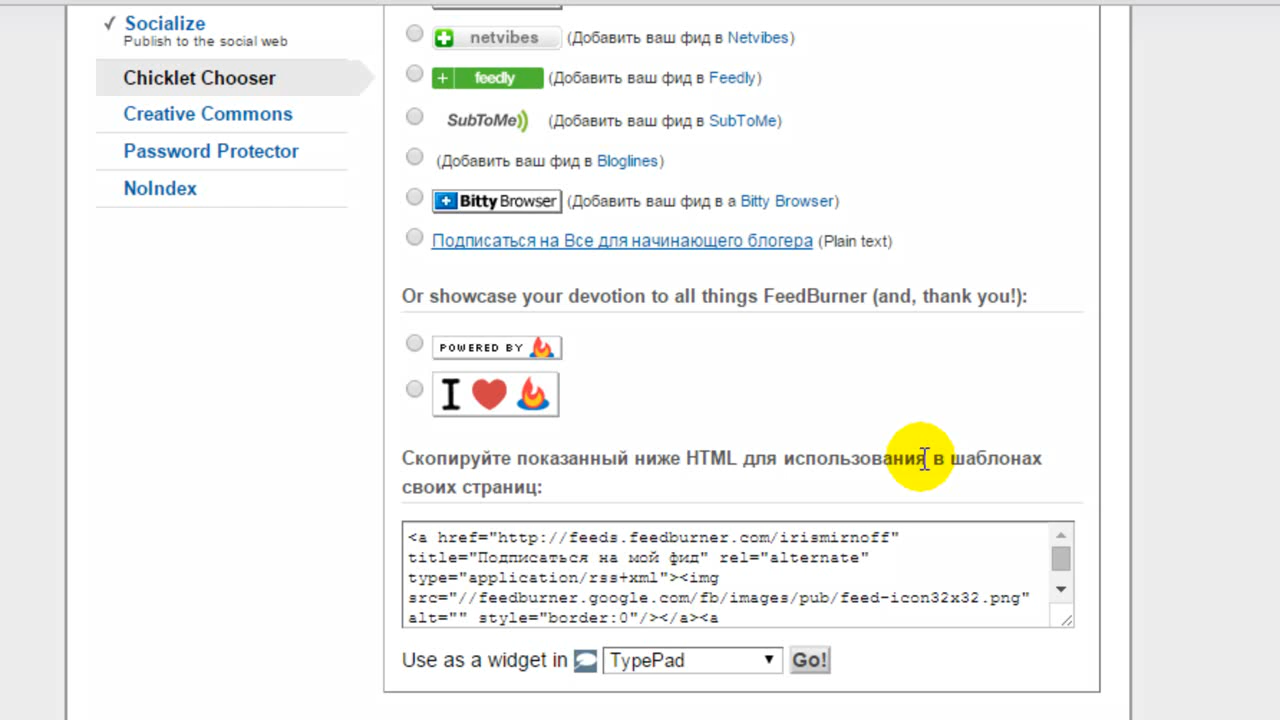 ✓ Socialize
Publish to the social web
Chicklet Chooser
Creative Commons
Password Protector
NoIndex
netvibes (Добавить ваш фид в Netvibes)
feedly (Добавить ваш фид в Feedly)
SubToMe (Добавить ваш фид в SubToMe)
(Добавить ваш фид в Bloglines)
Bitty Browser (Добавить ваш фид в a Bitty Browser)
Подписаться на Все для начинающего блогера (Plain text)
Or showcase your devotion to all things FeedBurner (and, thank you!):
POWERED BY
I
Скопируйте показанный ниже HTML для использования в шаблонах
своих страниц:
<a href="http://feeds.feedburner.com/irismirnoff"
title="Подписаться на мой фид" rel="alternate"
type="application/rss+xml"><img
src="//feedburner.google.com/fb/images/pub/feed-icon32x32.png"
alt="" style="border:0"/></a><a
Use as a widget in TypePad Go!